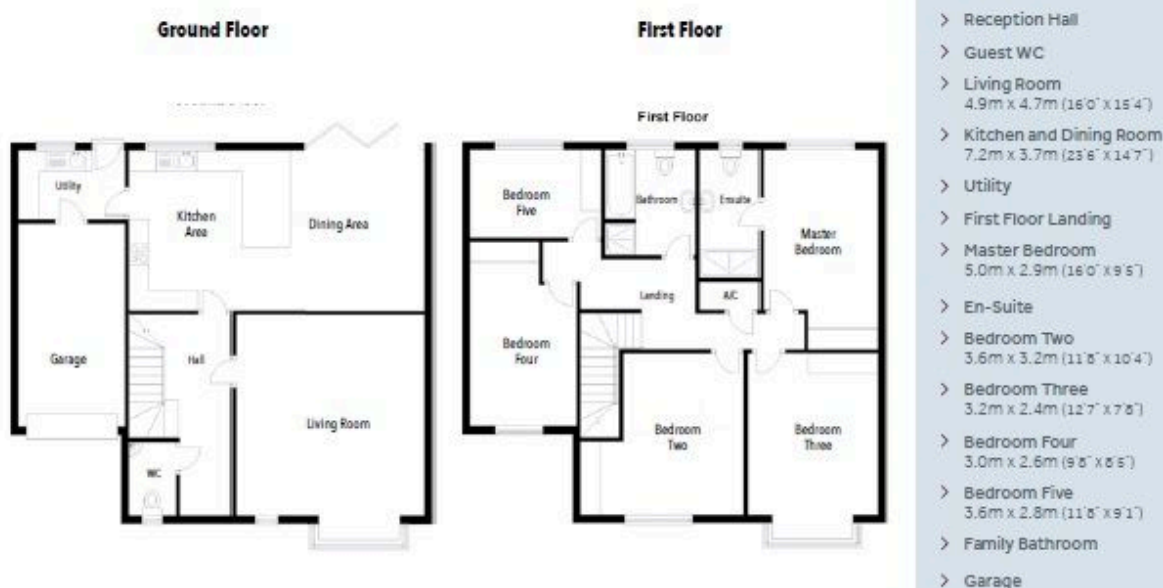 Ground Floor
First Floor
First Floor
Utility
Kitchen
Area
Dining Area
Garage
Hall
Living Room
WC
Bedroom
Five
Bathroom
Ensuite
Master
Bedroom
Landing
A/C
Bedroom
Four
Bedroom
Two
Bedroom
Three
Reception Hall
Guest WC
Living Room
4.9m x 4.7m (16'0" x 15'4")
Kitchen and Dining Room
7.2m x 3.7m (23'6" x 14'7")
Utility
First Floor Landing
Master Bedroom
5.0m x 2.9m (16'0" x 9'5")
En-Suite
Bedroom Two
3.6m x 3.2m (11'8" x 10'4")
Bedroom Three
3.2m x 2.4m (12'7" x 7'8")
Bedroom Four
3.0m x 2.6m (9'8" x 8'5")
Bedroom Five
3.6m x 2.8m (11'8" x 9'1")
Family Bathroom
Garage